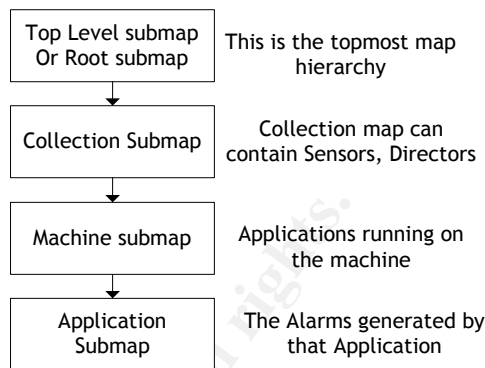 Top Level submap
Or Root submap
This is the topmost map
hierarchy
Collection Submap
Collection map can
contain Sensors, Directors
Machine submap
Applications running on
the machine
Application
Submap
The Alarms generated by
that Application
rights.